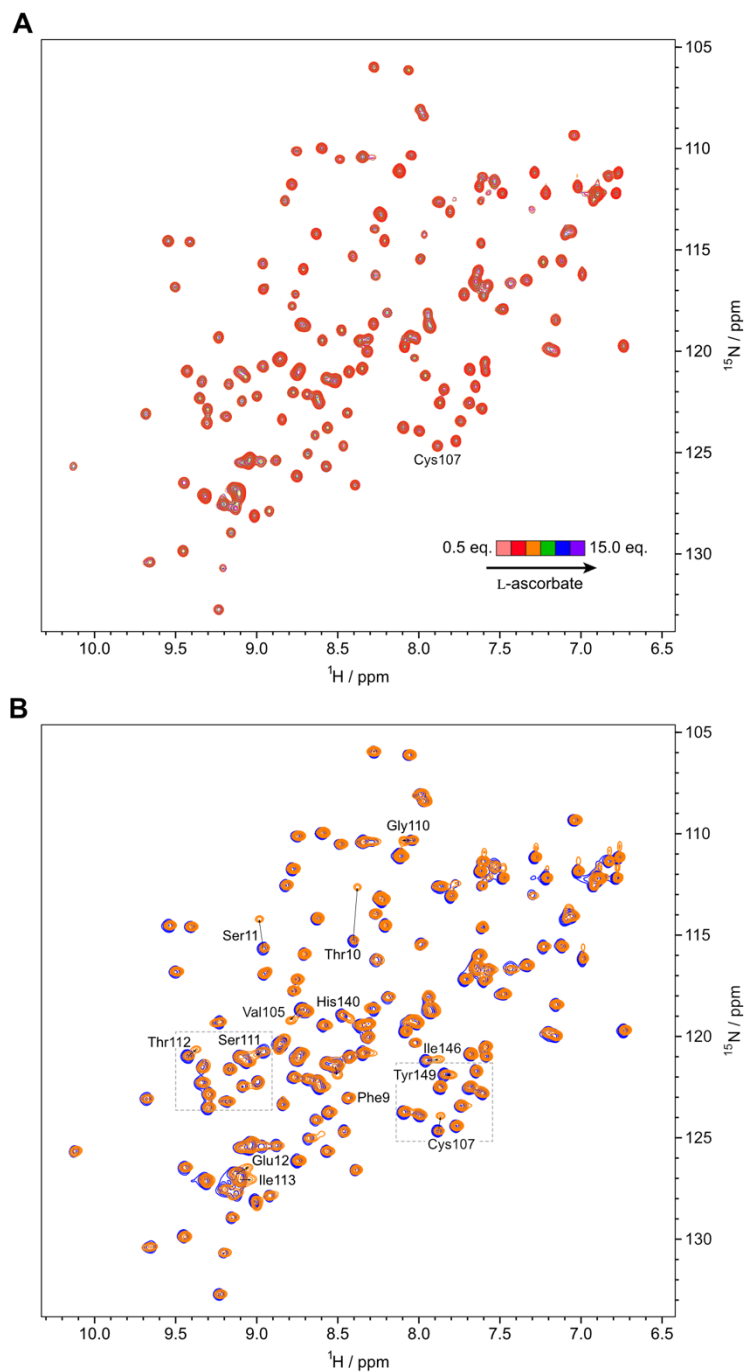 A
105
110
115
120
125
130
¹⁵N / ppm
Cys107
0.5 eq. 15.0 eq.
L-ascorbate
10.0 9.5 9.0 8.5 8.0 7.5 7.0 6.5
¹H / ppm
B
105
110
115
120
125
130
¹⁵N / ppm
Gly110
Ser11
Thr10
Val105
His140
Thr112
Ser111
Ile146
Tyr149
Phe9
Cys107
Glu12
Ile113
10.0 9.5 9.0 8.5 8.0 7.5 7.0 6.5
¹H / ppm